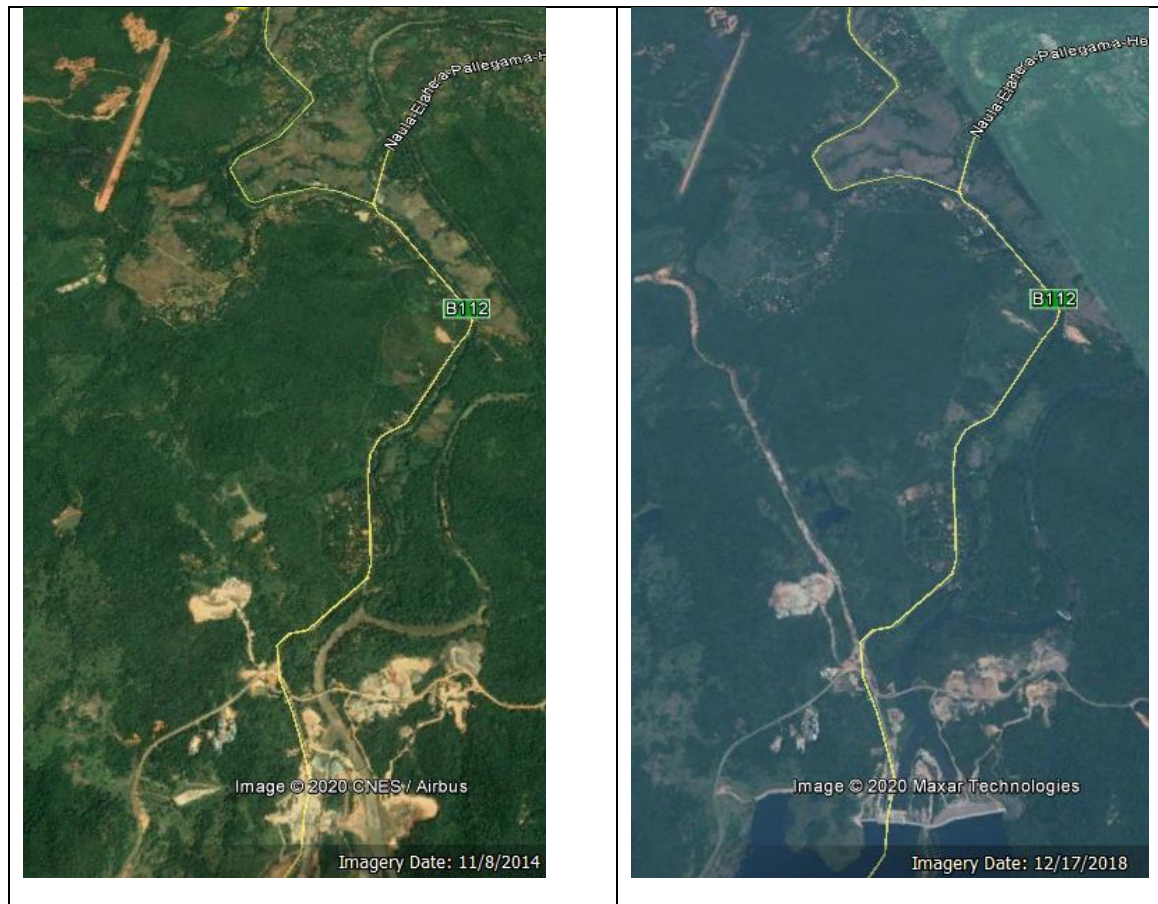 Naula-Elahera-Pallegama-H
B112
Image © 2020 CNES / Airbus
Imagery Date: 11/8/2014
Naula-Elahera-Pallegama-He
B112
Image © 2020 Maxar Technologies
Imagery Date: 12/17/2018